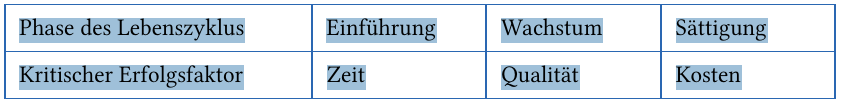 Phase des Lebenszyklus Einführung Wachstum Sättigung
Kritischer Erfolgsfaktor Zeit Qualität Kosten